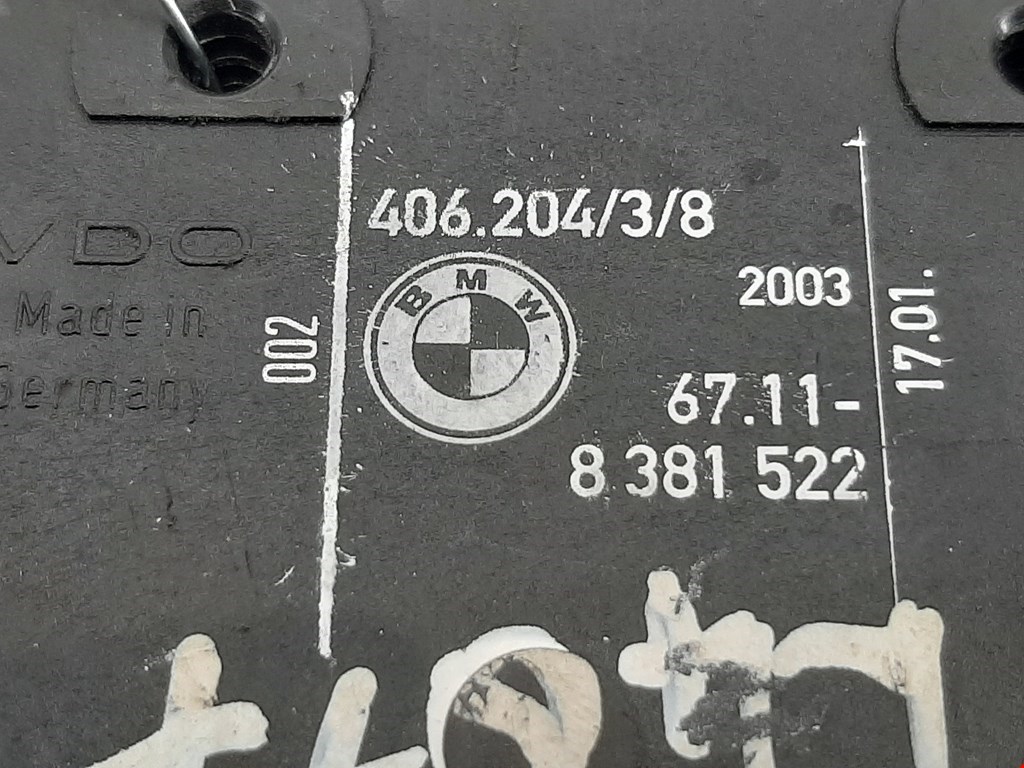 406.204/3/8
VDO
Made in
Germany
002
BMW
2003
17.01.
67.11-
8 381 522